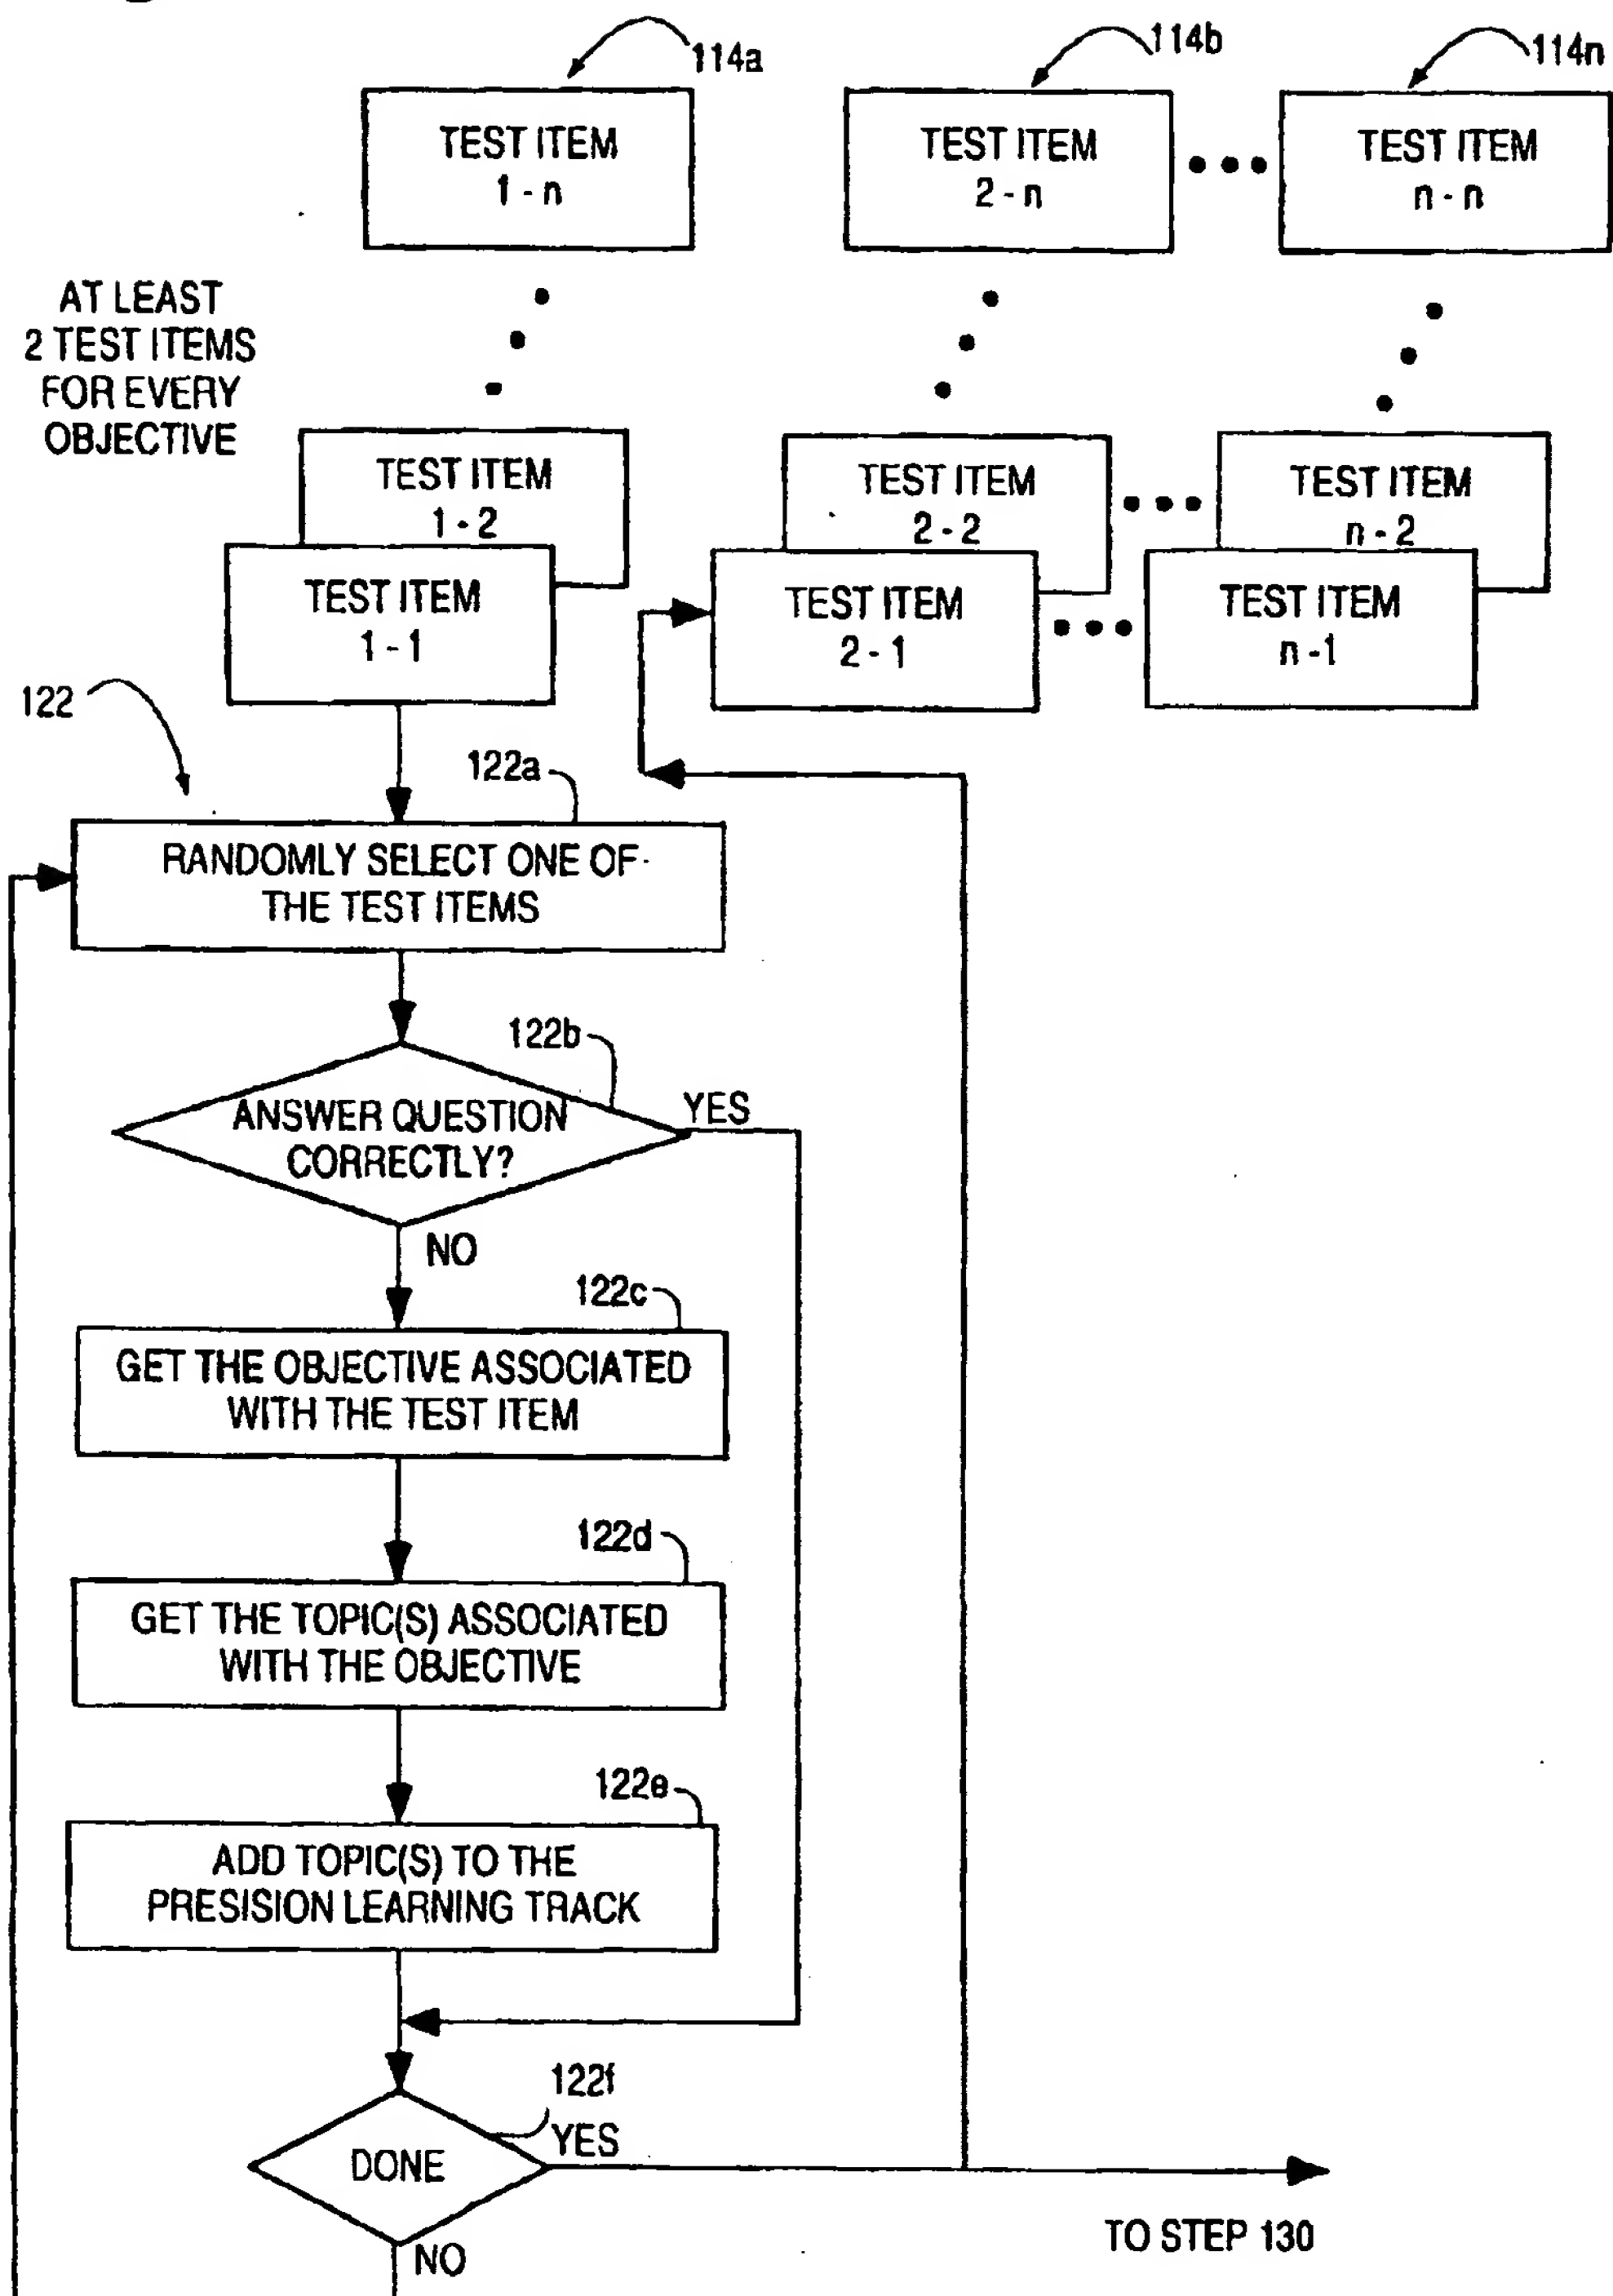 114a
114b
114n
TEST ITEM
1 - n
TEST ITEM
2 - n
TEST ITEM
n - n
AT LEAST
2 TEST ITEMS
FOR EVERY
OBJECTIVE
TEST ITEM
1 - 2
TEST ITEM
2 - 2
TEST ITEM
n - 2
TEST ITEM
1 - 1
TEST ITEM
2 - 1
TEST ITEM
n -1
122
122a
RANDOMLY SELECT ONE OF
THE TEST ITEMS
122b
ANSWER QUESTION
CORRECTLY?
YES
NO
122c
GET THE OBJECTIVE ASSOCIATED
WITH THE TEST ITEM
122d
GET THE TOPIC(S) ASSOCIATED
WITH THE OBJECTIVE
122e
ADD TOPIC(S) TO THE
PRESISION LEARNING TRACK
122f
YES
DONE
NO
TO STEP 130